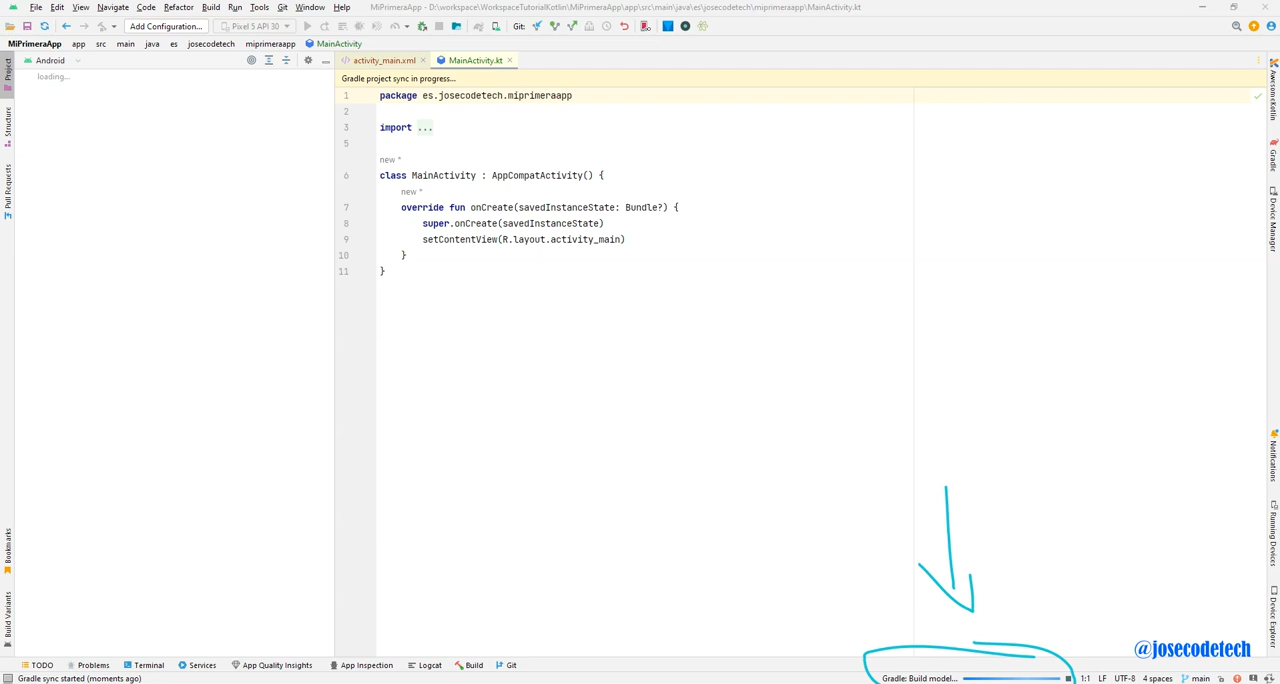 File Edit View Navigate Code Refactor Build Run Tools Git Window Help MiPrimeraApp - D:\workspace\WorkspaceTutorialKotlin\MiPrimeraApp\app\src\main\java\es\josecodetech\miprimeraapp\MainActivity.kt
Add Configuration... Pixel 5 API 30 Git:
MiPrimeraApp app src main java es josecodetech miprimeraapp MainActivity
Project
Structure
Pull Requests
Bookmarks
Build Variants
Android
loading...
activity_main.xml MainActivity.kt
Gradle project sync in progress...
1 package es.josecodetech.miprimeraapp
2
3 import ...
5
new *
6 class MainActivity : AppCompatActivity() {
new *
7 override fun onCreate(savedInstanceState: Bundle?) {
8 super.onCreate(savedInstanceState)
9 setContentView(R.layout.activity_main)
10 }
11 }
AwesomeKotlin
Gradle
Device Manager
Notifications
Running Devices
Device Explorer
@josecodetech
TODO Problems Terminal Services App Quality Insights App Inspection Logcat Build Git
Gradle sync started (moments ago) Gradle: Build model... 1:1 LF UTF-8 4 spaces main